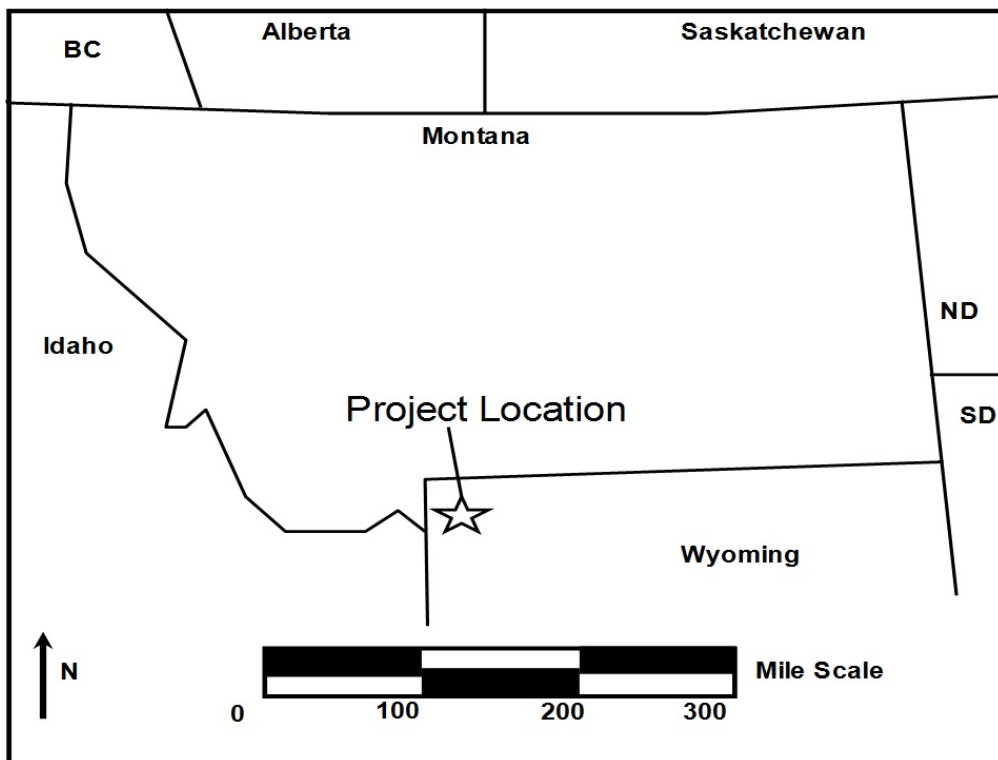 BC
Alberta
Saskatchewan
Montana
Idaho
ND
Project Location
SD
Wyoming
N
Mile Scale
0
100
200
300